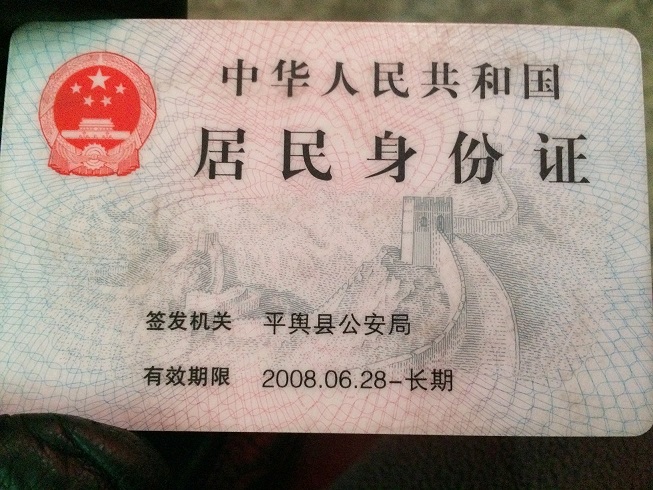 中华人民共和国
居民身份证
签发机关 平舆县公安局
有效期限 2008.06.28-长期